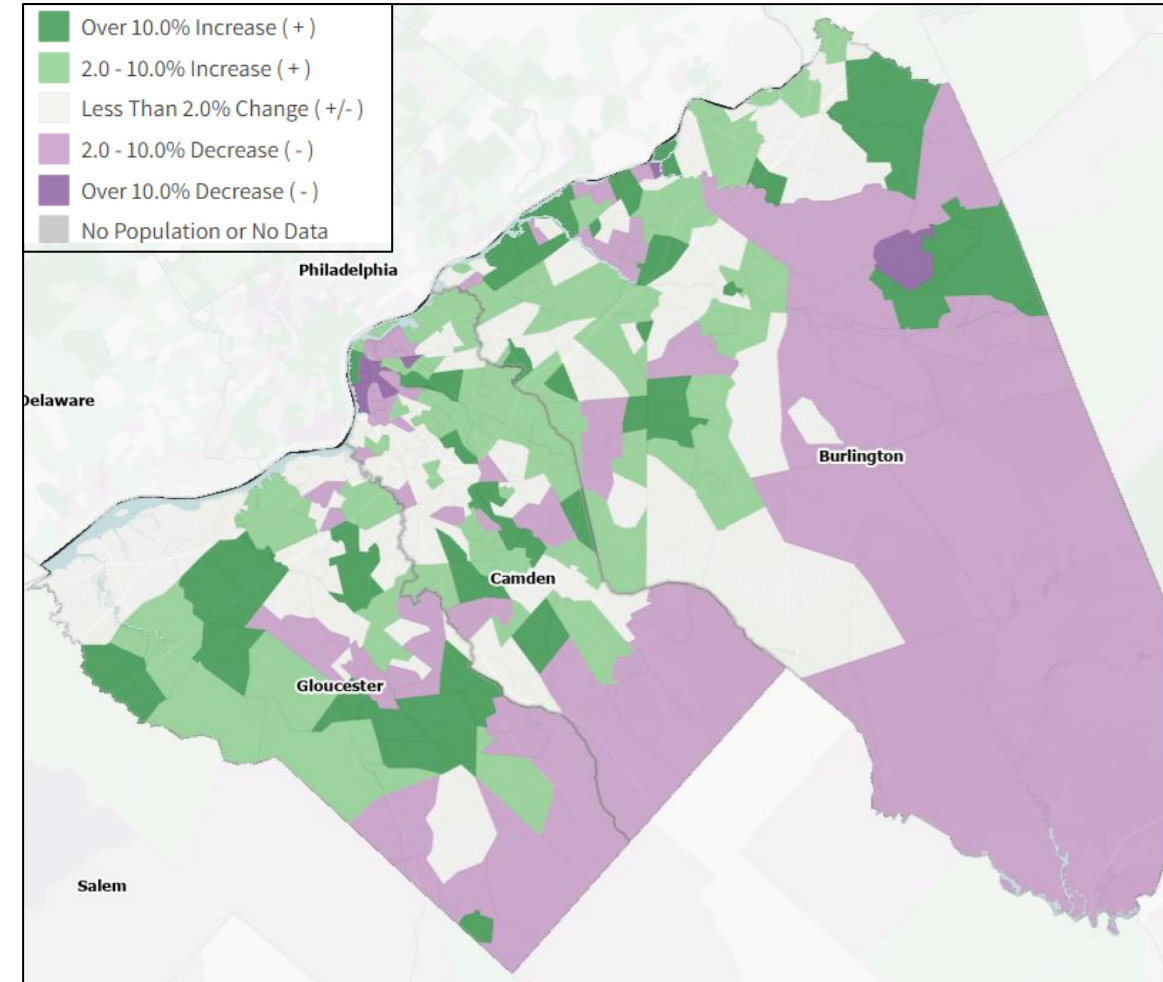 Over 10.0% Increase ( + )
2.0 - 10.0% Increase ( + )
Less Than 2.0% Change ( +/- )
2.0 - 10.0% Decrease ( - )
Over 10.0% Decrease ( - )
No Population or No Data
Philadelphia
Delaware
Burlington
Camden
Gloucester
Salem